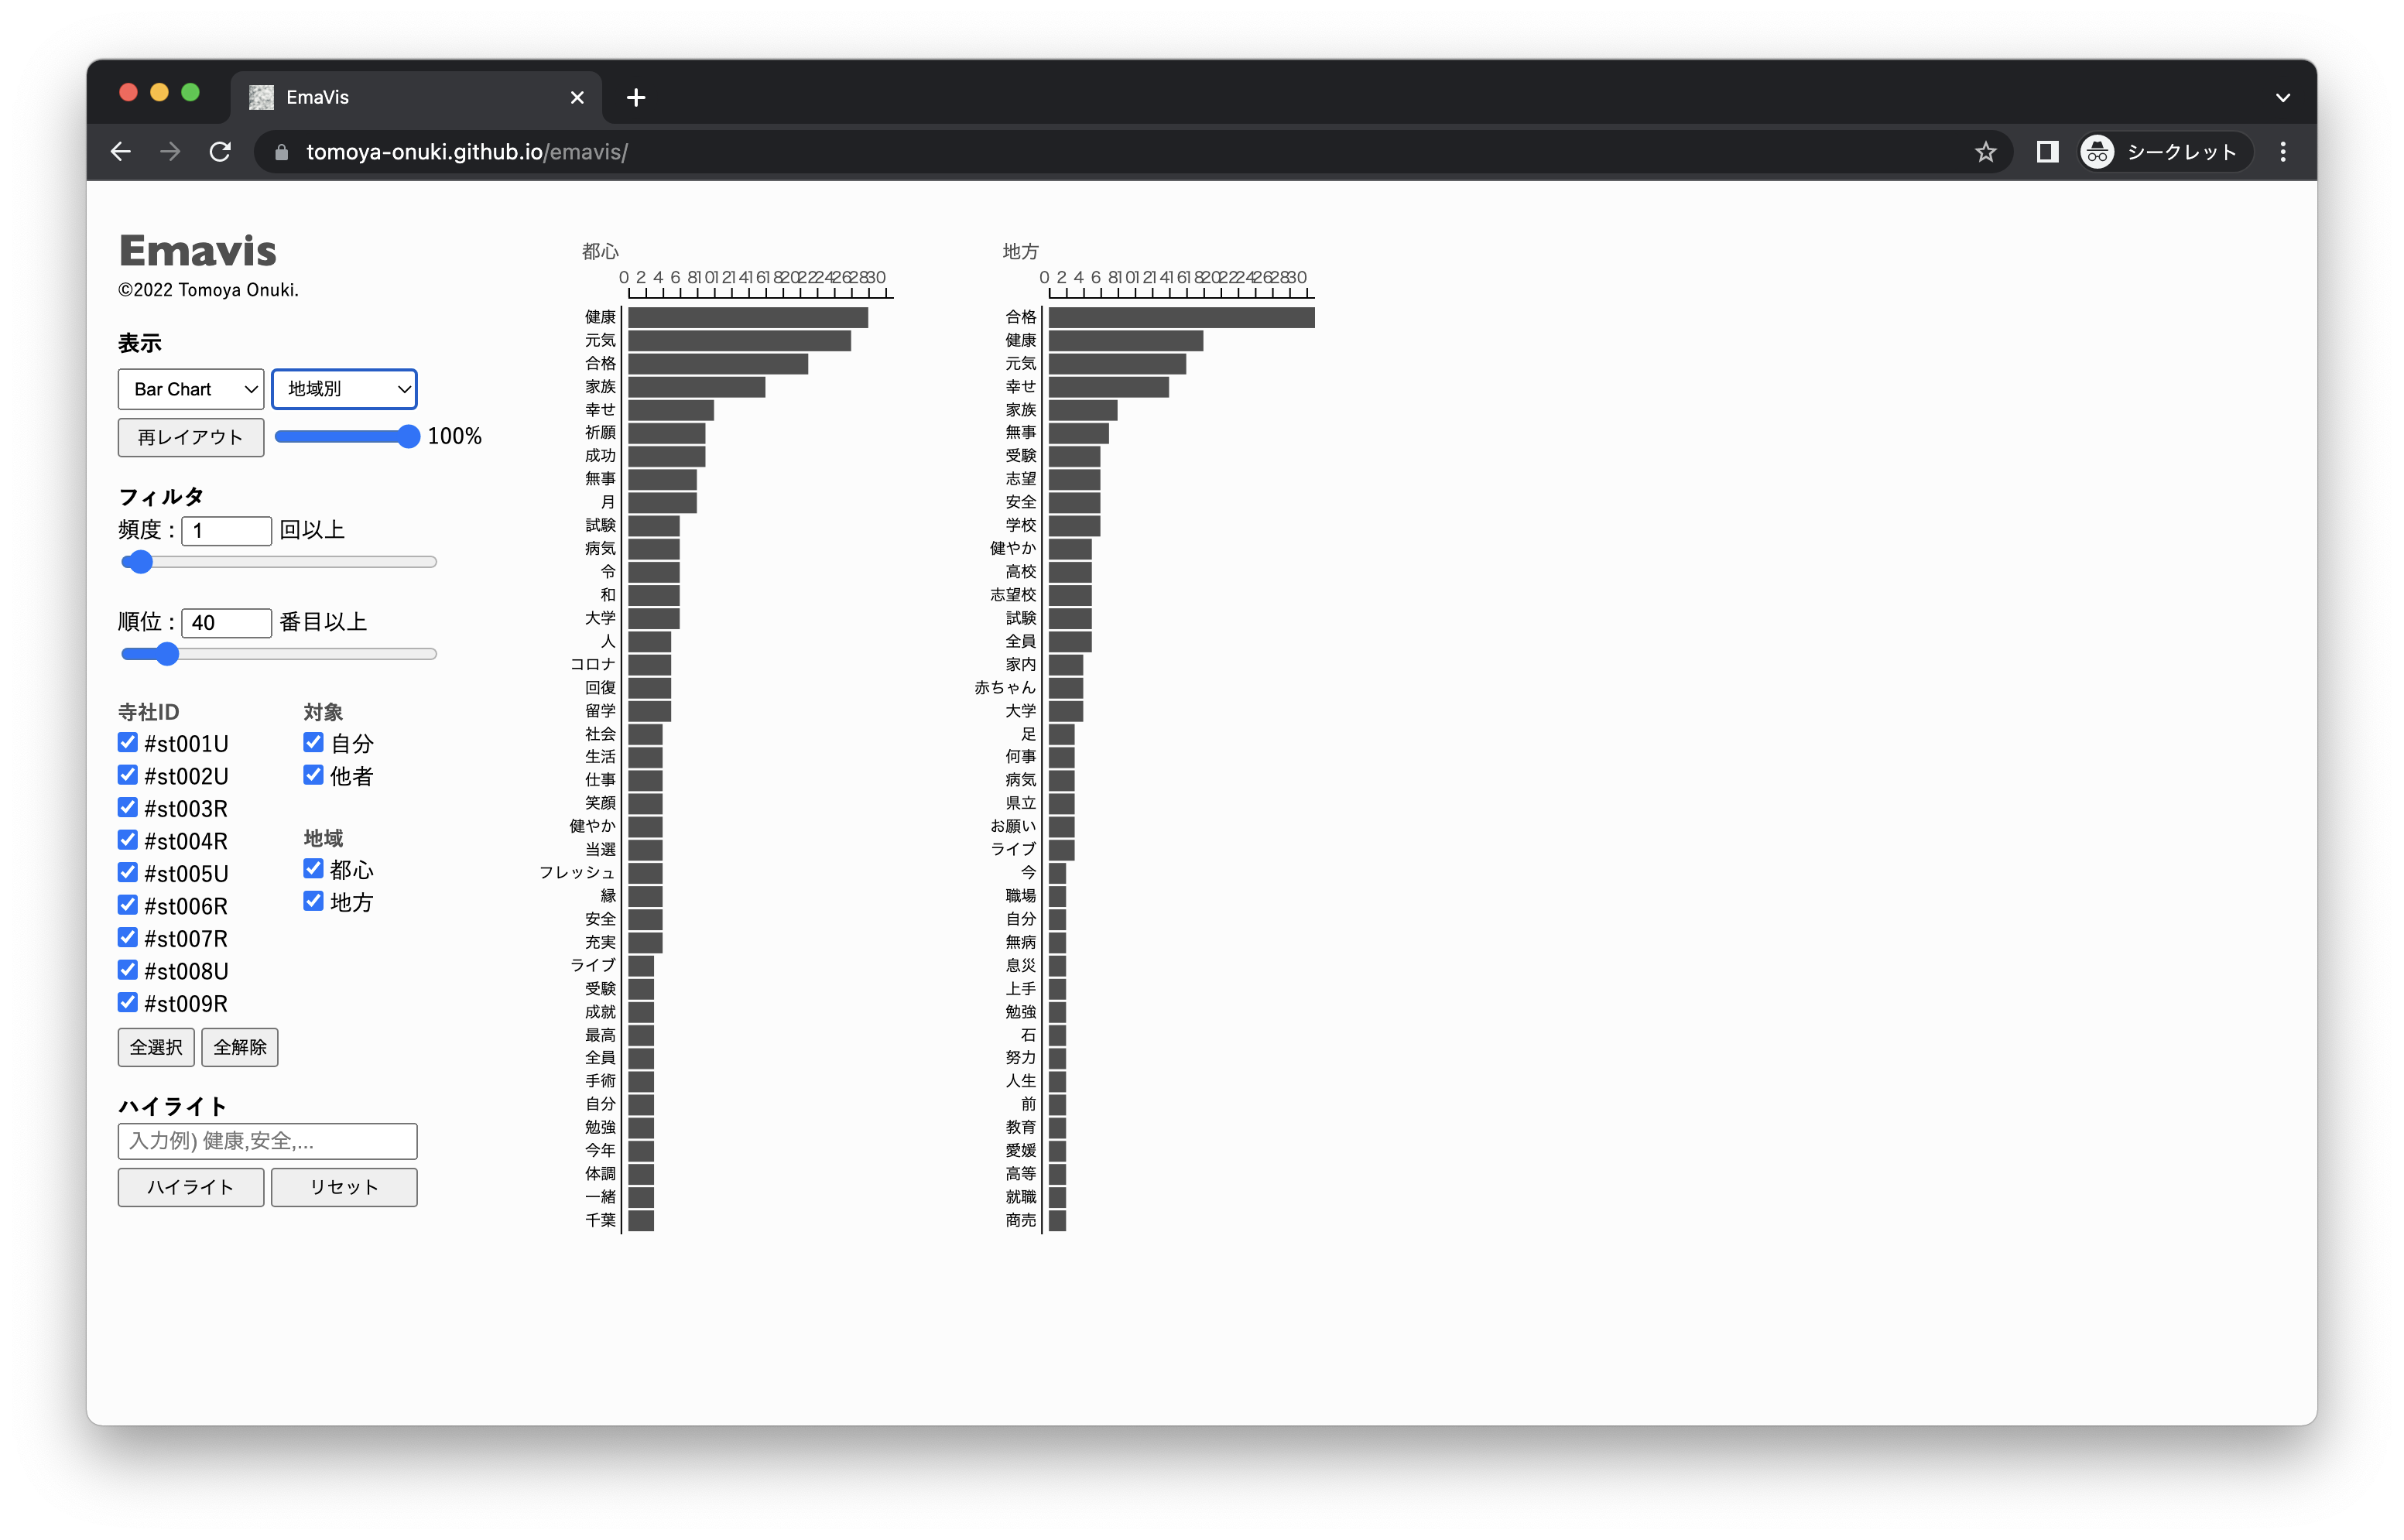 EmaVis
tomoya-onuki.github.io/emavis/
シークレット
Emavis
©2022 Tomoya Onuki.
表示
Bar Chart
地域別
再レイアウト
100%
フィルタ
頻度 : 1 回以上
順位 : 40 番目以上
寺社ID
#st001U
#st002U
#st003R
#st004R
#st005U
#st006R
#st007R
#st008U
#st009R
対象
自分
他者
地域
都心
地方
全選択
全解除
ハイライト
入力例) 健康,安全,...
ハイライト
リセット
都心
0 2 4 6 8 10 12 14 16 18 20 22 24 26 28 30
健康
元気
合格
家族
幸せ
祈願
成功
無事
月
試験
病気
令
和
大学
人
コロナ
回復
留学
社会
生活
仕事
笑顔
健やか
当選
フレッシュ
縁
安全
充実
ライブ
受験
成就
最高
全員
手術
自分
勉強
今年
体調
一緒
千葉
地方
0 2 4 6 8 10 12 14 16 18 20 22 24 26 28 30
合格
健康
元気
幸せ
家族
無事
受験
志望
安全
学校
健やか
高校
志望校
試験
全員
家内
赤ちゃん
大学
足
何事
病気
県立
お願い
ライブ
今
職場
自分
無病
息災
上手
勉強
石
努力
人生
前
教育
愛媛
高等
就職
商売